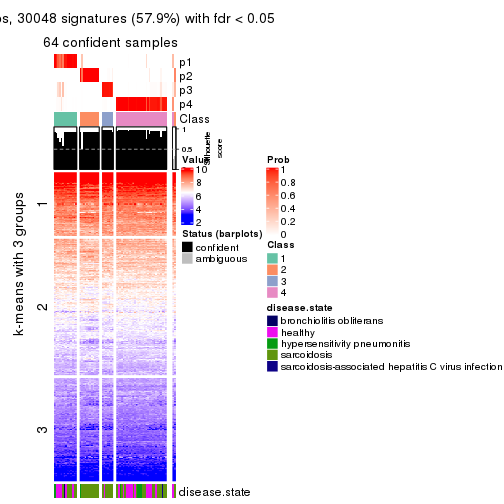 s, 30048 signatures (57.9%) with fdr < 0.05
64 confident samples
p1
p2
p3
p4
Class
1
0.5
0
Silhouette
score
k-means with 3 groups
1
2
3
disease.state
Value
10
8
6
4
2
Status (barplots)
confident
ambiguous
Prob
1
0.8
0.6
0.4
0.2
0
Class
1
2
3
4
disease.state
bronchiolitis obliterans
healthy
hypersensitivity pneumonitis
sarcoidosis
sarcoidosis-associated hepatitis C virus infection